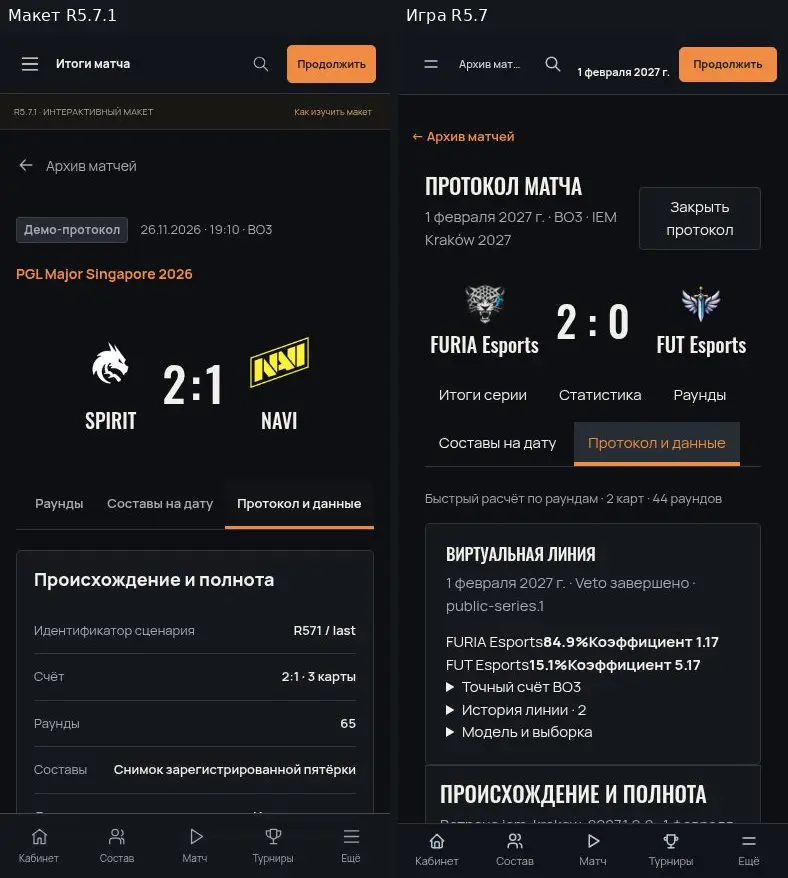 Макет R5.7.1
Итоги матча
Продолжить
R5.7.1 · ИНТЕРАКТИВНЫЙ МАКЕТ
Как изучить макет
← Архив матчей
Демо-протокол
26.11.2026 · 19:10 · BO3
PGL Major Singapore 2026
2:1
SPIRIT
NAVI
NAVI
Раунды
Составы на дату
Протокол и данные
Происхождение и полнота
Идентификатор сценария
R571 / last
Счёт
2:1 · 3 карты
Раунды
65
Составы
Снимок зарегистрированной пятёрки
Кабинет
Состав
Матч
Турниры
Ещё
Игра R5.7
Архив мат…
1 февраля 2027 г.
Продолжить
← Архив матчей
ПРОТОКОЛ МАТЧА
1 февраля 2027 г. · BO3 · IEM
Kraków 2027
Закрыть
протокол
FURIA Esports
2 : 0
FUT Esports
Итоги серии
Статистика
Раунды
Составы на дату
Протокол и данные
Быстрый расчёт по раундам · 2 карт · 44 раундов
ВИРТУАЛЬНАЯ ЛИНИЯ
1 февраля 2027 г. · Veto завершено ·
public-series.1
FURIA Esports84.9%Коэффициент 1.17
FUT Esports15.1%Коэффициент 5.17
▶ Точный счёт BO3
▶ История линии · 2
▶ Модель и выборка
ПРОИСХОЖДЕНИЕ И ПОЛНОТА
Кабинет
Состав
Матч
Турниры
Ещё